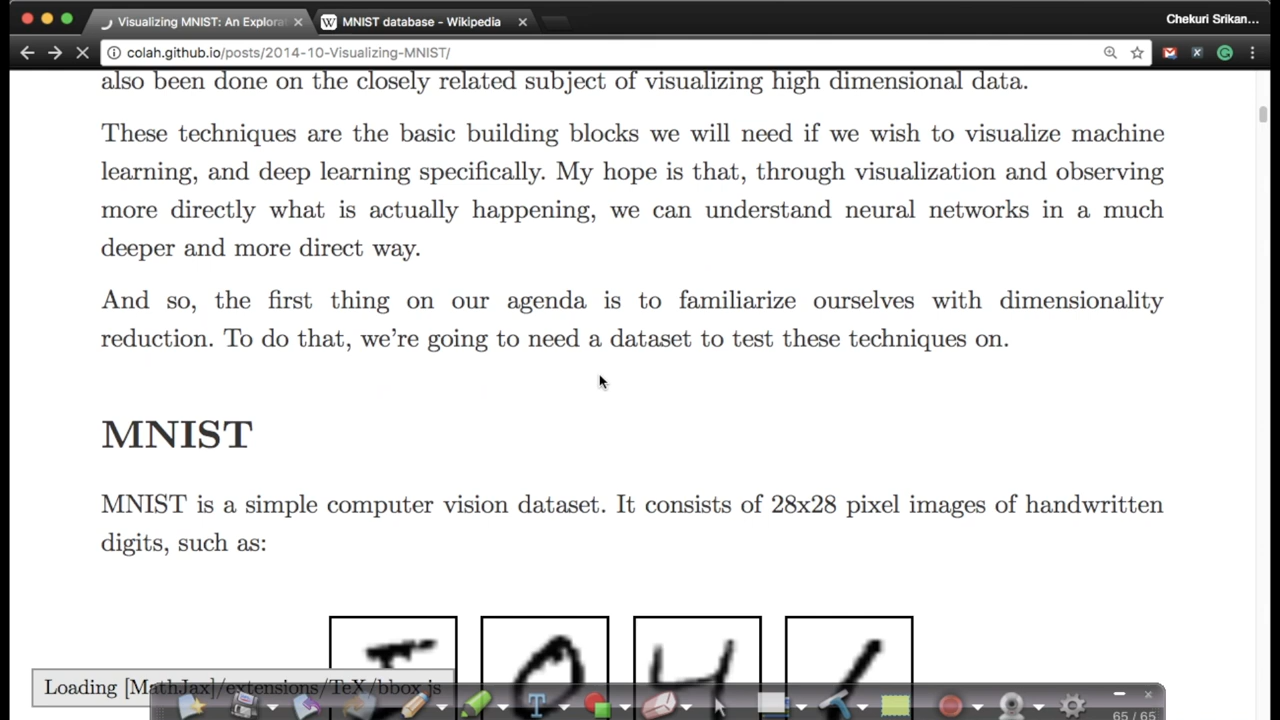 Visualizing MNIST: An Explorat
MNIST database - Wikipedia
Chekuri Srikan...
colah.github.io/posts/2014-10-Visualizing-MNIST/
also been done on the closely related subject of visualizing high dimensional data.
These techniques are the basic building blocks we will need if we wish to visualize machine
learning, and deep learning specifically. My hope is that, through visualization and observing
more directly what is actually happening, we can understand neural networks in a much
deeper and more direct way.
And so, the first thing on our agenda is to familiarize ourselves with dimensionality
reduction. To do that, we're going to need a dataset to test these techniques on.
MNIST
MNIST is a simple computer vision dataset. It consists of 28x28 pixel images of handwritten
digits, such as:
Loading [MathJax]/extensions/TeX/bbox.js
65/65